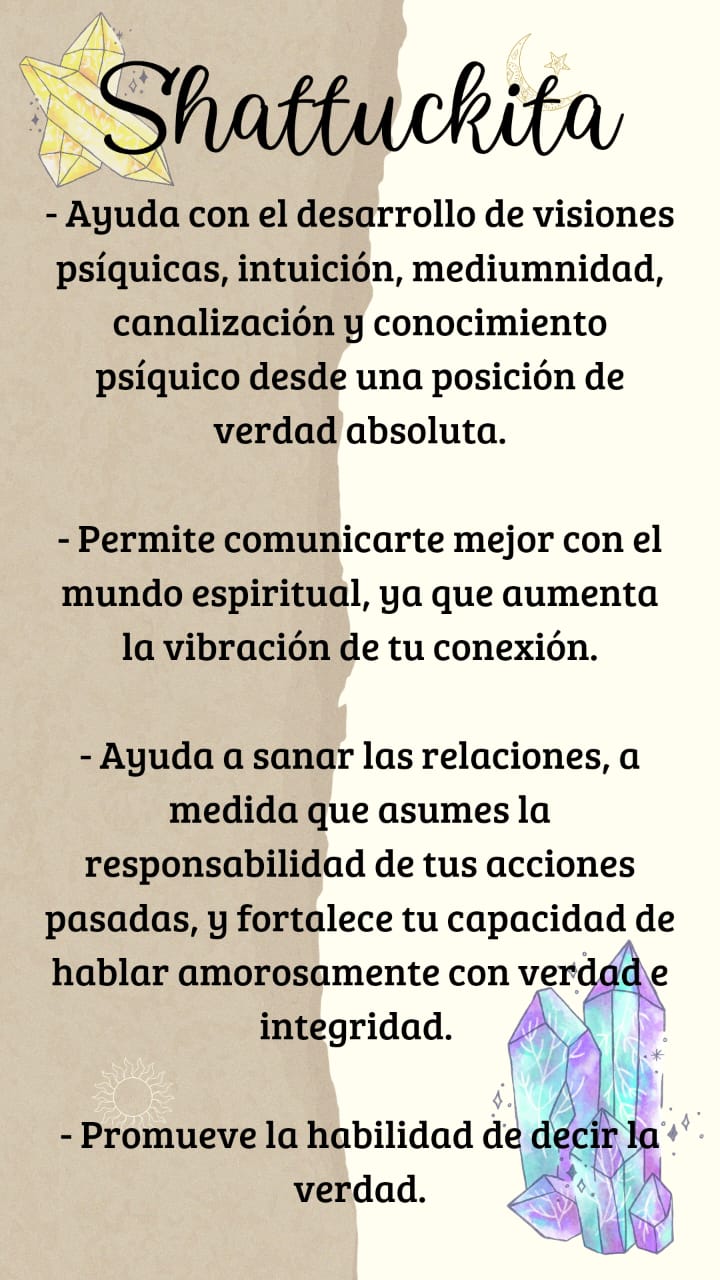 Shattuckita
- Ayuda con el desarrollo de visiones
psíquicas, intuición, mediumnidad,
canalización y conocimiento
psíquico desde una posición de
verdad absoluta.
- Permite comunicarte mejor con el
mundo espiritual, ya que aumenta
la vibración de tu conexión.
- Ayuda a sanar las relaciones, a
medida que asumes la
responsabilidad de tus acciones
pasadas, y fortalece tu capacidad de
hablar amorosamente con verdad e
integridad.
- Promueve la habilidad de decir la
verdad.